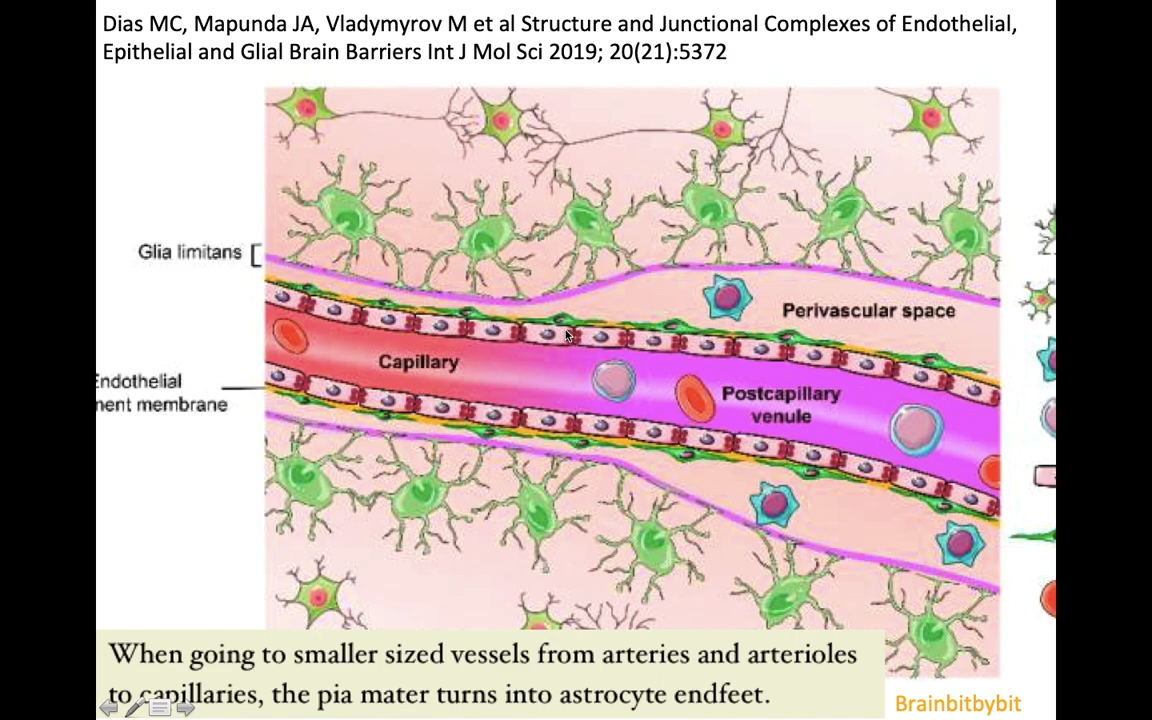 Dias MC, Mapunda JA, Vladymyrov M et al Structure and Junctional Complexes of Endothelial,
Epithelial and Glial Brain Barriers Int J Mol Sci 2019; 20(21):5372
Glia limitans
Perivascular space
Capillary
Endothelial
ment membrane
Postcapillary
venule
When going to smaller sized vessels from arteries and arterioles
to capillaries, the pia mater turns into astrocyte endfeet.
Brainbitbybit